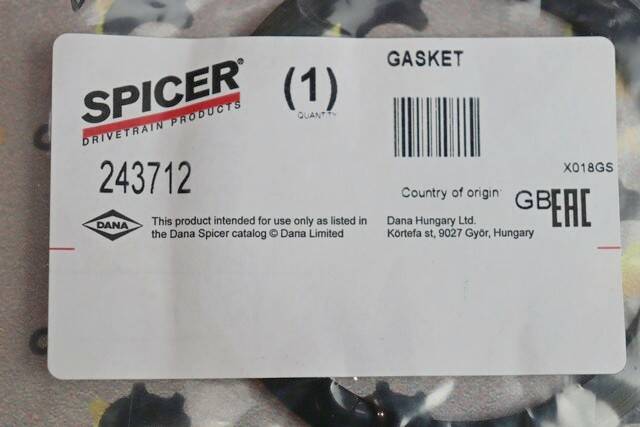 SPICER®
DRIVETRAIN PRODUCTS
(1)
QUANTITY
GASKET
243712
X018GS
Country of origin GB
EAC
DANA
This product intended for use only as listed in
the Dana Spicer catalog © Dana Limited
Dana Hungary Ltd.
Körtefa st, 9027 Győr, Hungary